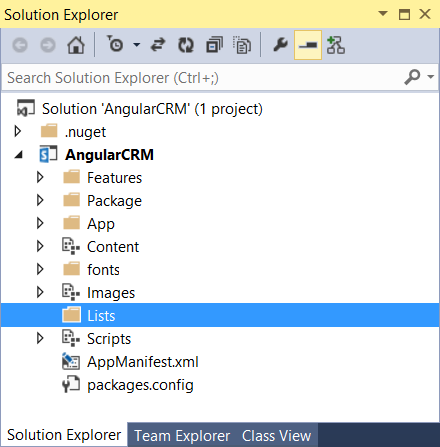 Solution Explorer
Search Solution Explorer (Ctrl+;)
Solution 'AngularCRM' (1 project)
.nuget
AngularCRM
Features
Package
App
Content
fonts
Images
Lists
Scripts
AppManifest.xml
packages.config
Solution Explorer Team Explorer Class View